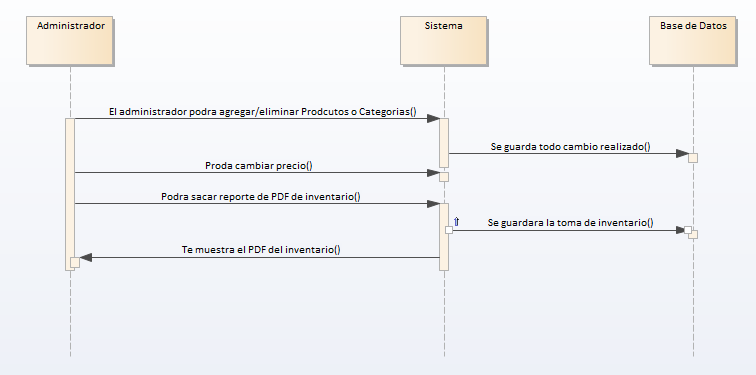 Administrador
Sistema
Base de Datos
El administrador podra agregar/eliminar Prodcutos o Categorias()
Se guarda todo cambio realizado()
Proda cambiar precio()
Podra sacar reporte de PDF de inventario()
Se guardara la toma de inventario()
Te muestra el PDF del inventario()